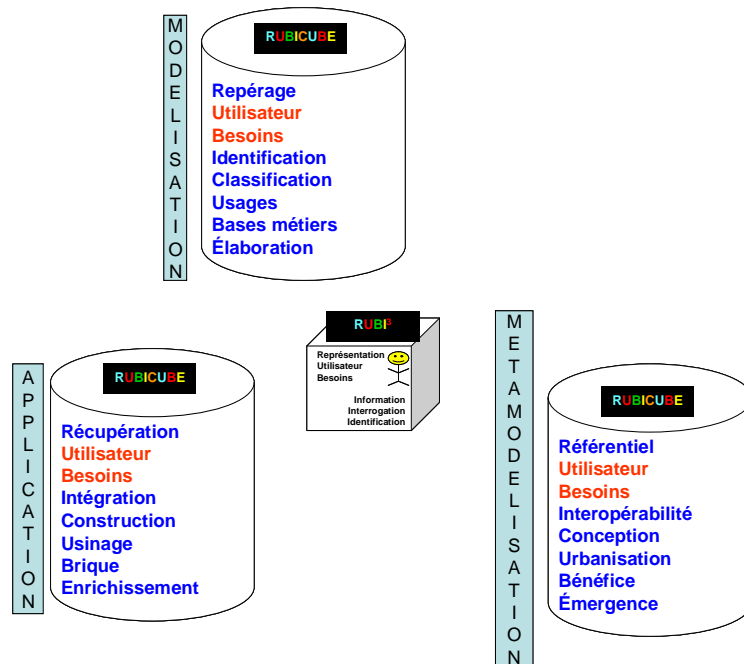 MODELISATION
RUBICUBE
Repérage
Utilisateur
Besoins
Identification
Classification
Usages
Bases métiers
Élaboration
RUBI³
Représentation
Utilisateur
Besoins
Information
Interrogation
Identification
APPLICATION
RUBICUBE
Récupération
Utilisateur
Besoins
Intégration
Construction
Usinage
Brique
Enrichissement
METAMODELISATION
RUBICUBE
Référentiel
Utilisateur
Besoins
Interopérabilité
Conception
Urbanisation
Bénéfice
Émergence